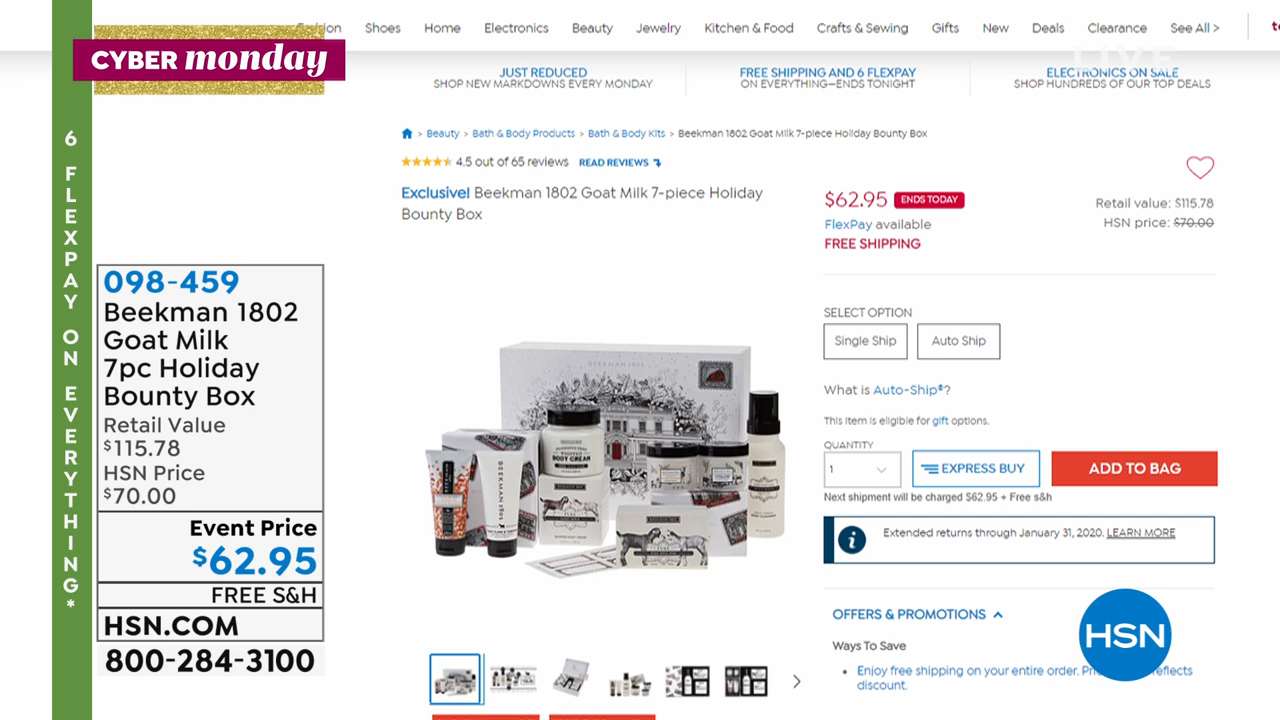 Shoes Home Electronics Beauty Jewelry Kitchen & Food Crafts & Sewing Gifts New Deals Clearance See All >
CYBER monday
LIVE
JUST REDUCED
SHOP NEW MARKDOWNS EVERY MONDAY
FREE SHIPPING AND 6 FLEXPAY
ON EVERYTHING—ENDS TONIGHT
ELECTRONICS ON SALE
SHOP HUNDREDS OF OUR TOP DEALS
6 FLEXPAY ON EVERYTHING*
> Beauty > Bath & Body Products > Bath & Body Kits > Beekman 1802 Goat Milk 7-piece Holiday Bounty Box
4.5 out of 65 reviews READ REVIEWS
Exclusive! Beekman 1802 Goat Milk 7-piece Holiday
Bounty Box
$62.95 ENDS TODAY
FlexPay available
FREE SHIPPING
Retail value: $115.78
HSN price: $70.00
098-459
Beekman 1802
Goat Milk
7pc Holiday
Bounty Box
Retail Value
$115.78
HSN Price
$70.00
Event Price
$62.95
FREE S&H
HSN.COM
800-284-3100
BEEKMAN 1802
BODY CREAM
BEEKMAN 1802
SELECT OPTION
Single Ship Auto Ship
What is Auto-Ship®?
This item is eligible for gift options.
QUANTITY
1 EXPRESS BUY ADD TO BAG
Next shipment will be charged $62.95 + Free s&h
i Extended returns through January 31, 2020. LEARN MORE
OFFERS & PROMOTIONS
Ways To Save
• Enjoy free shipping on your entire order. reflects
discount.
HSN